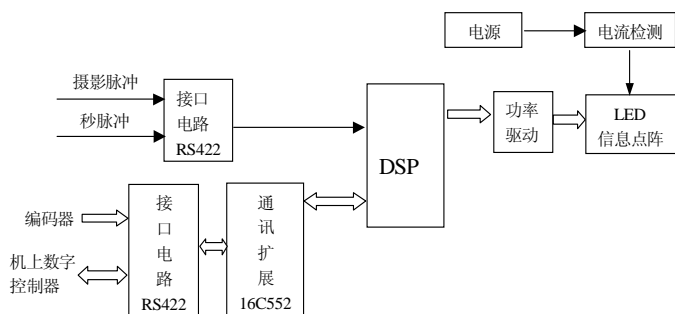 电源
电流检测
摄影脉冲
秒脉冲
接口
电路
RS422
DSP
功率
驱动
LED
信息点阵
编码器
机上数字
控制器
接
口
电
路
RS422
通
讯
扩
展
16C552